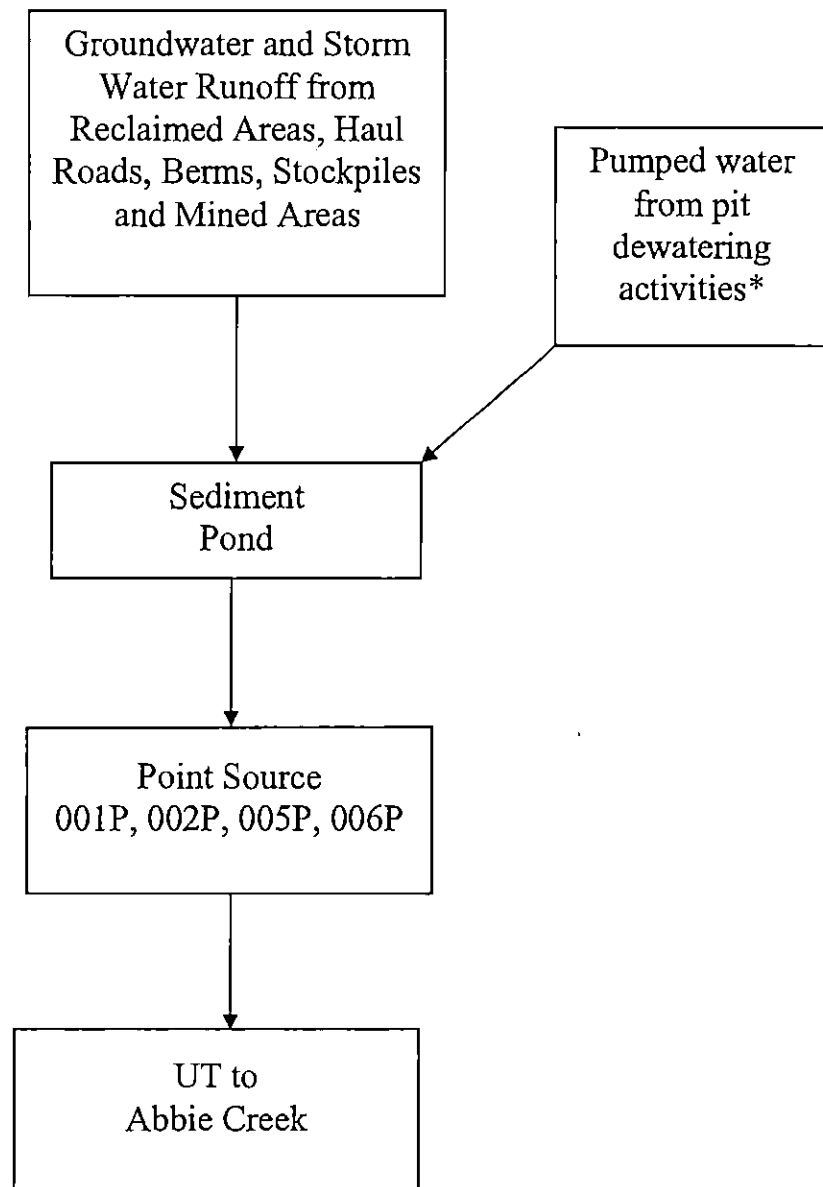 Groundwater and Storm
Water Runoff from
Reclaimed Areas, Haul
Roads, Berms, Stockpiles
and Mined Areas
Pumped water
from pit
dewatering
activities*
Sediment
Pond
Point Source
001P, 002P, 005P, 006P
UT to
Abbie Creek